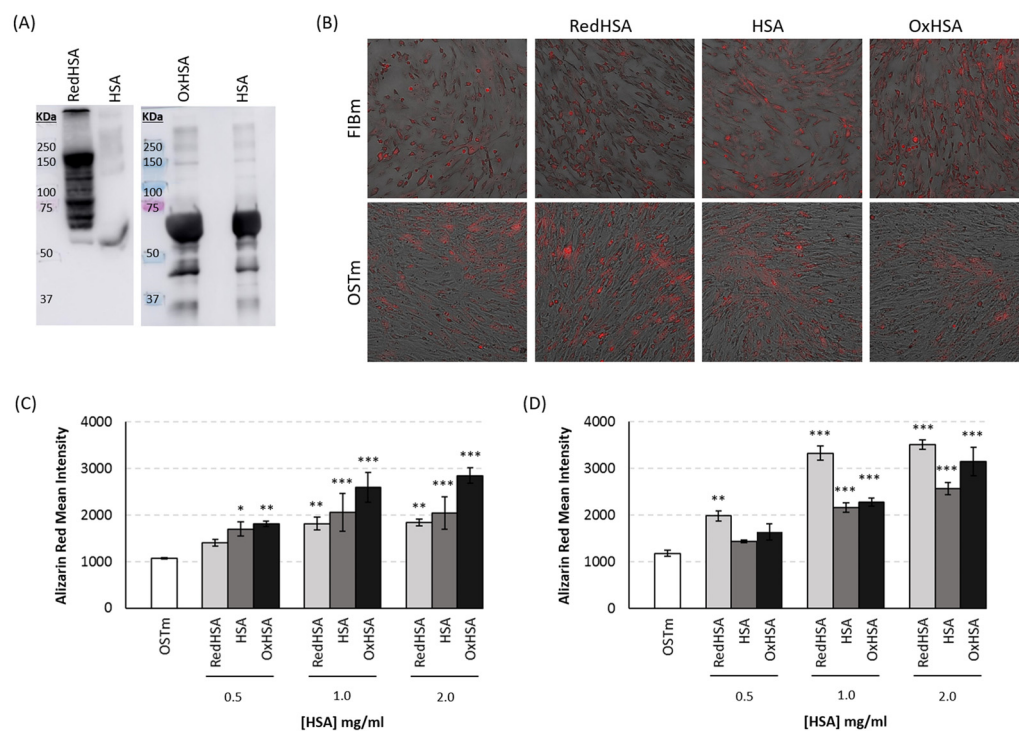 (A)
RedHSA
HSA
OxHSA
HSA
KDa
250
150
100
75
50
37
KDa
250
150
100
75
50
37
(B)
RedHSA HSA OxHSA
FIBm
OSTm
(C)
Alizarin Red Mean Intensity
4000
3000
2000
1000
0
* **
** *** ***
** *** ***
OSTm
RedHSA HSA OxHSA
RedHSA HSA OxHSA
RedHSA HSA OxHSA
0.5 1.0 2.0
[HSA] mg/ml
(D)
Alizarin Red Mean Intensity
4000
3000
2000
1000
0
**
*** *** ***
*** *** ***
OSTm
RedHSA HSA OxHSA
RedHSA HSA OxHSA
RedHSA HSA OxHSA
0.5 1.0 2.0
[HSA] mg/ml